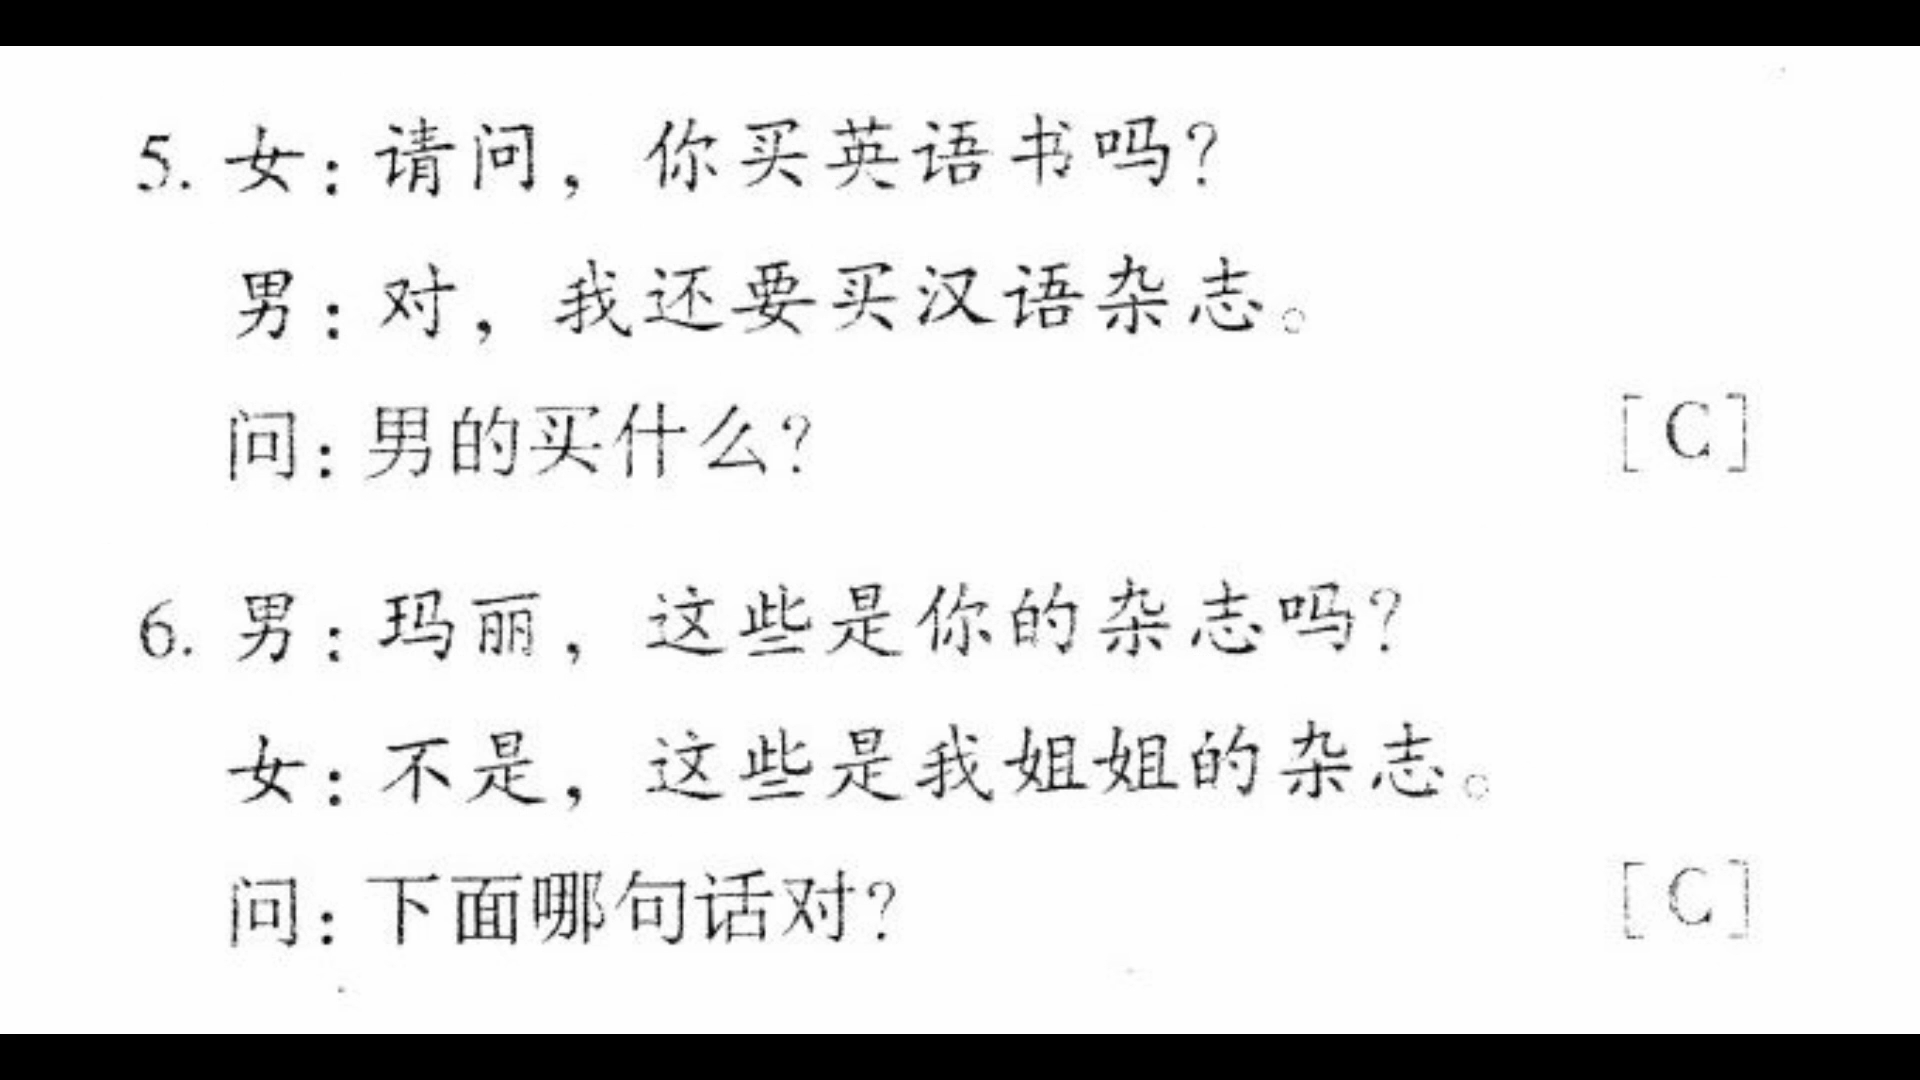 5. 女：请问，你买英语书吗？
男：对，我还要买汉语杂志。
问：男的买什么？ [C]
6. 男：玛丽，这些是你的杂志吗？
女：不是，这些是我姐姐的杂志。
问：下面哪句话对？ [C]